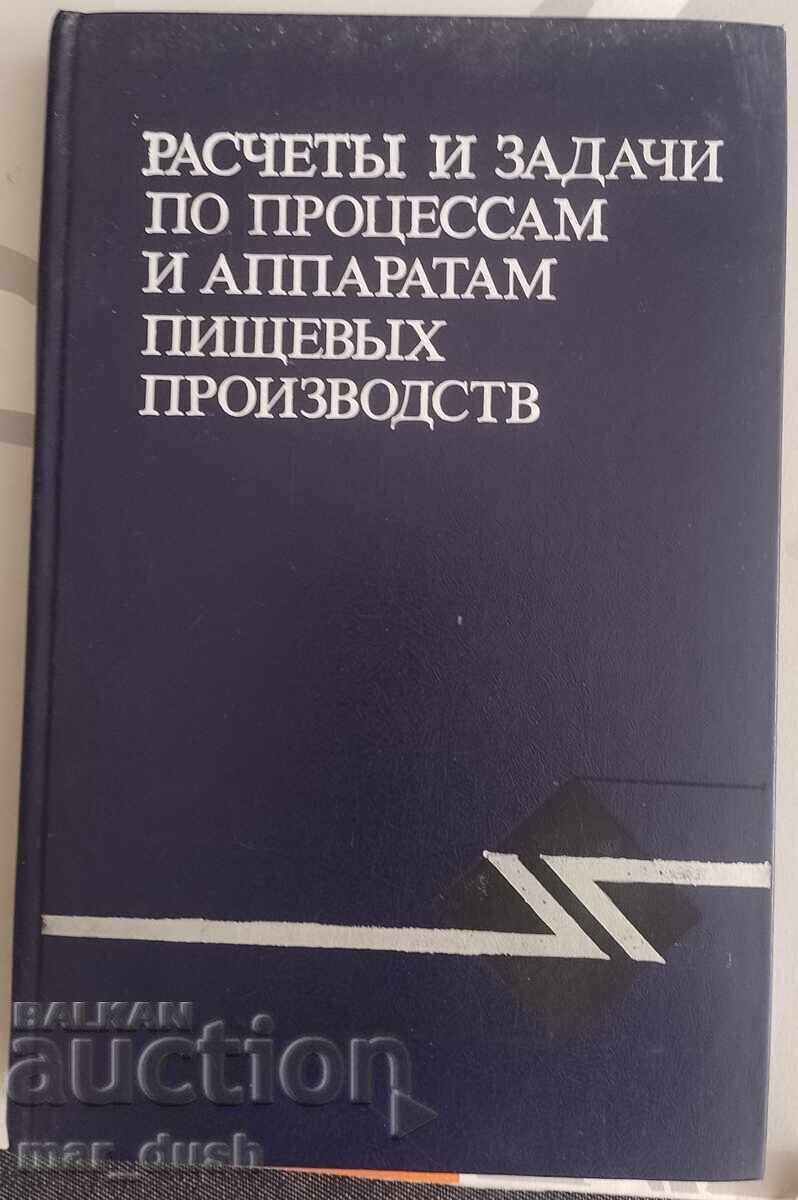 РАСЧЕТЫ И ЗАДАЧИ
ПО ПРОЦЕССАМ
И АППАРАТАМ
ПИЩЕВЫХ
ПРОИЗВОДСТВ
BALKAN
auction
mar_dush